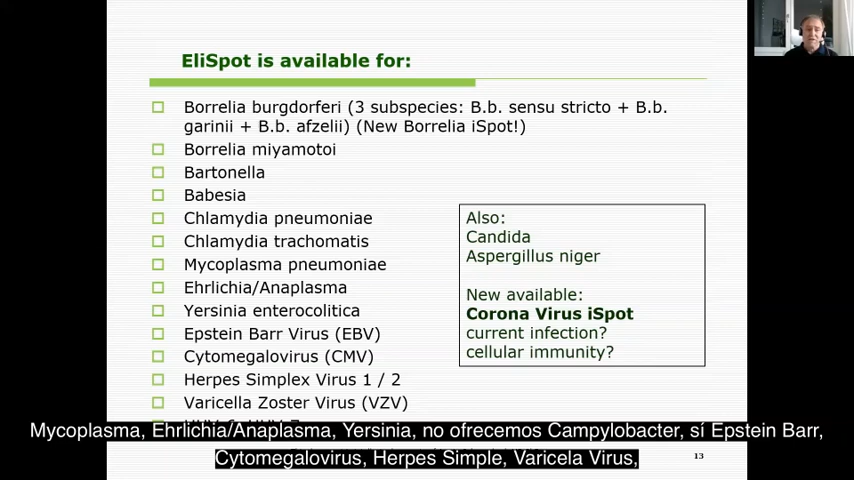 EliSpot is available for:
Borrelia burgdorferi (3 subspecies: B.b. sensu stricto + B.b.
garinii + B.b. afzelii) (New Borrelia iSpot!)
Borrelia miyamotoi
Bartonella
Babesia
Chlamydia pneumoniae
Chlamydia trachomatis
Mycoplasma pneumoniae
Ehrlichia/Anaplasma
Yersinia enterocolitica
Epstein Barr Virus (EBV)
Cytomegalovirus (CMV)
Herpes Simplex Virus 1 / 2
Varicella Zoster Virus (VZV)
Also:
Candida
Aspergillus niger
New available:
Corona Virus iSpot
current infection?
cellular immunity?
Mycoplasma, Ehrlichia/Anaplasma, Yersinia, no ofrecemos Campylobacter, sí Epstein Barr,
Cytomegalovirus, Herpes Simple, Varicela Virus,
13